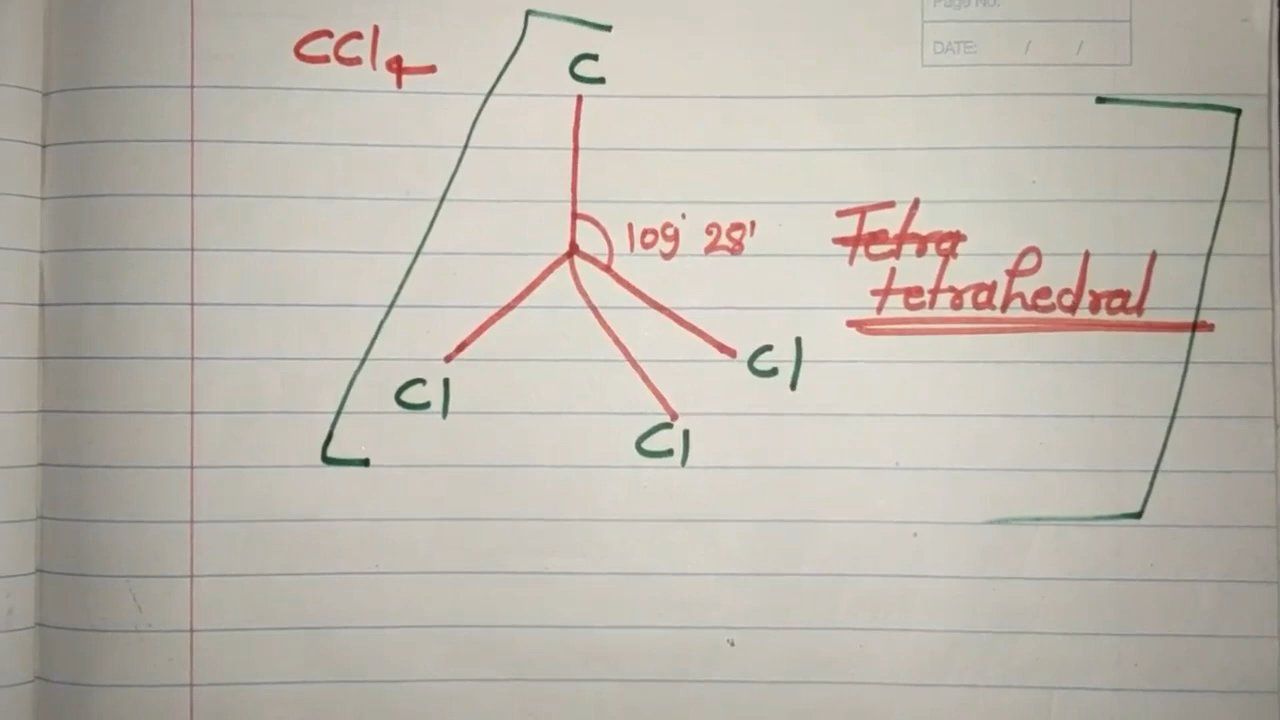 Page No.
DATE: / /
CCl4
C
109° 28'
Tetra
tetrahedral
Cl
Cl
Cl